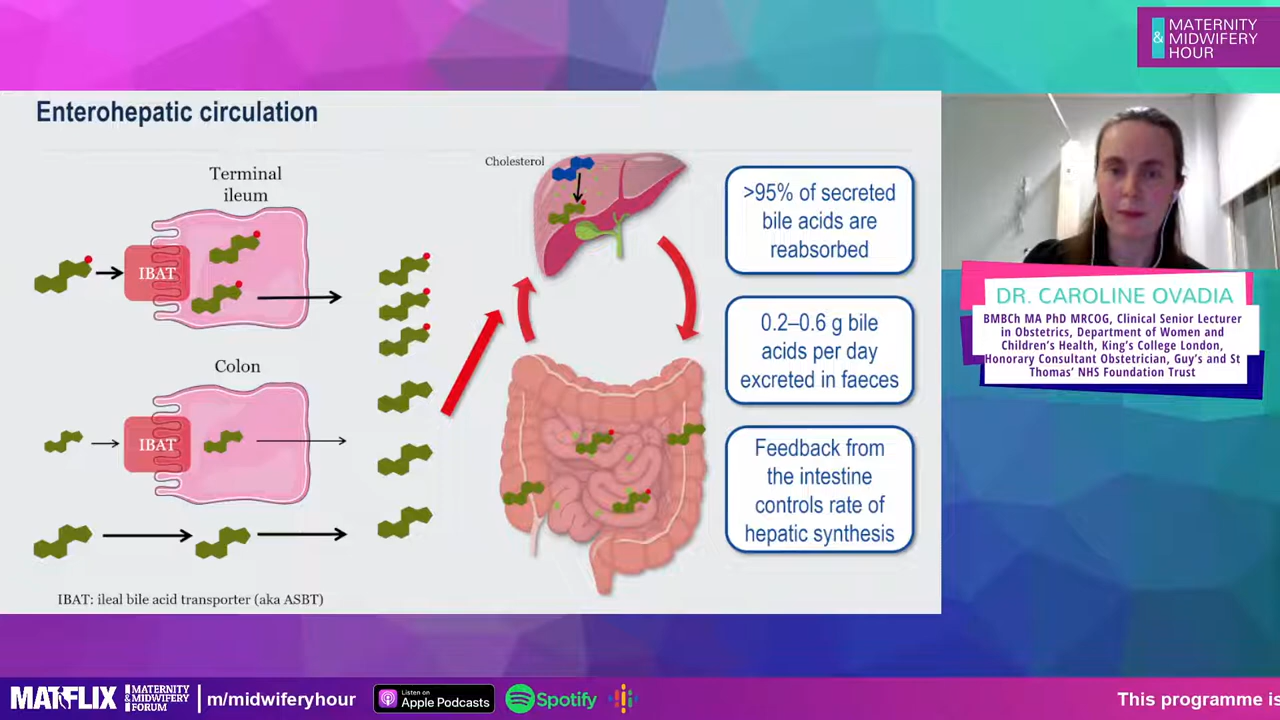 MATERNITY
& MIDWIFERY
HOUR
Enterohepatic circulation
Terminal
ileum
IBAT
Colon
IBAT
IBAT: ileal bile acid transporter (aka ASBT)
Cholesterol
>95% of secreted
bile acids are
reabsorbed
0.2–0.6 g bile
acids per day
excreted in faeces
Feedback from
the intestine
controls rate of
hepatic synthesis
DR. CAROLINE OVADIA
BMBCh MA PhD MRCOG, Clinical Senior Lecturer
in Obstetrics, Department of Women and
Children's Health, King's College London,
Honorary Consultant Obstetrician, Guy's and St
Thomas' NHS Foundation Trust
MATFLIX
MATERNITY
&MIDWIFERY
FORUM
m/midwiferyhour
Listen on
Apple Podcasts
Spotify
This programme is